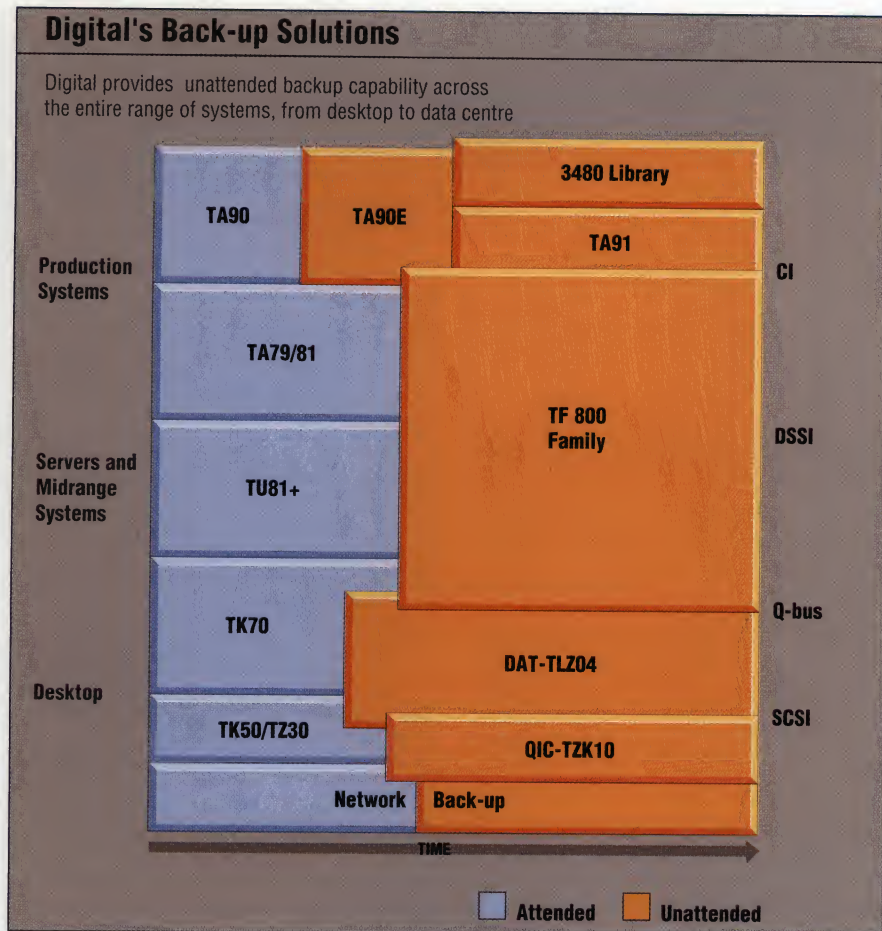 Digital's Back-up Solutions
Digital provides unattended backup capability across
the entire range of systems, from desktop to data centre
3480 Library
TA90
TA90E
TA91
Production
Systems
CI
TA79/81
TF 800
Family
DSSI
Servers and
Midrange
Systems
TU81+
Q-bus
TK70
DAT-TLZ04
Desktop
SCSI
TK50/TZ30
QIC-TZK10
Network Back-up
TIME
Attended Unattended